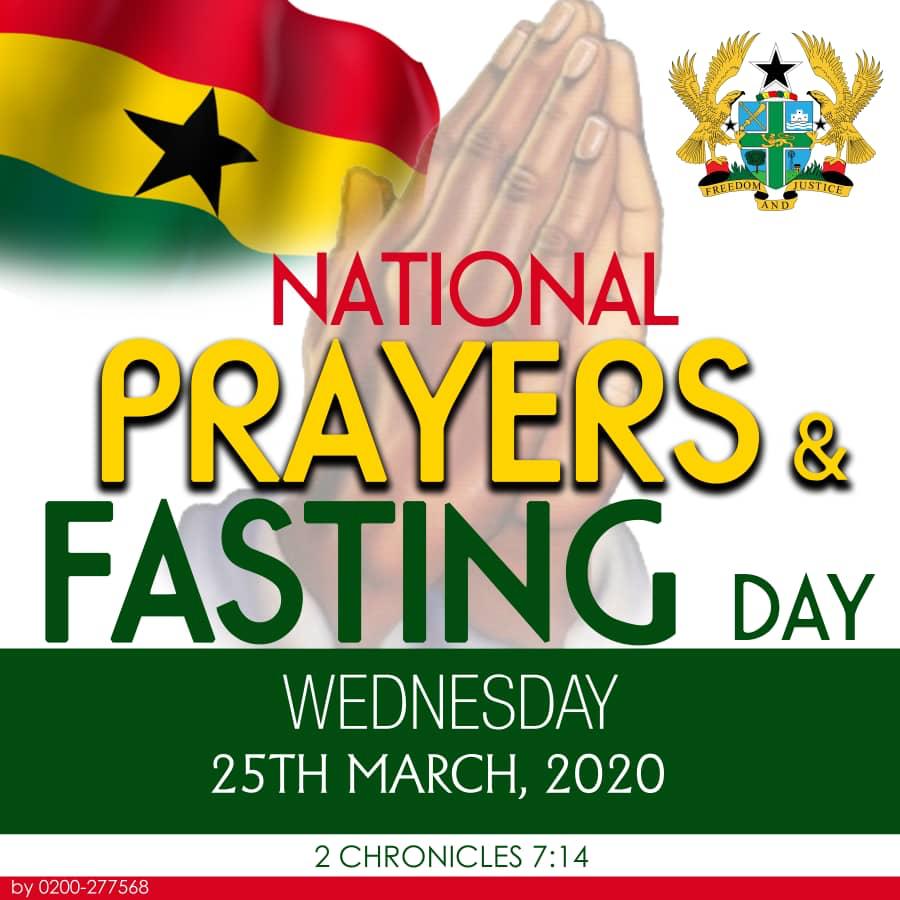 FREEDOM AND JUSTICE
NATIONAL
PRAYERS &
FASTING DAY
WEDNESDAY
25TH MARCH, 2020
2 CHRONICLES 7:14
by 0200-277568